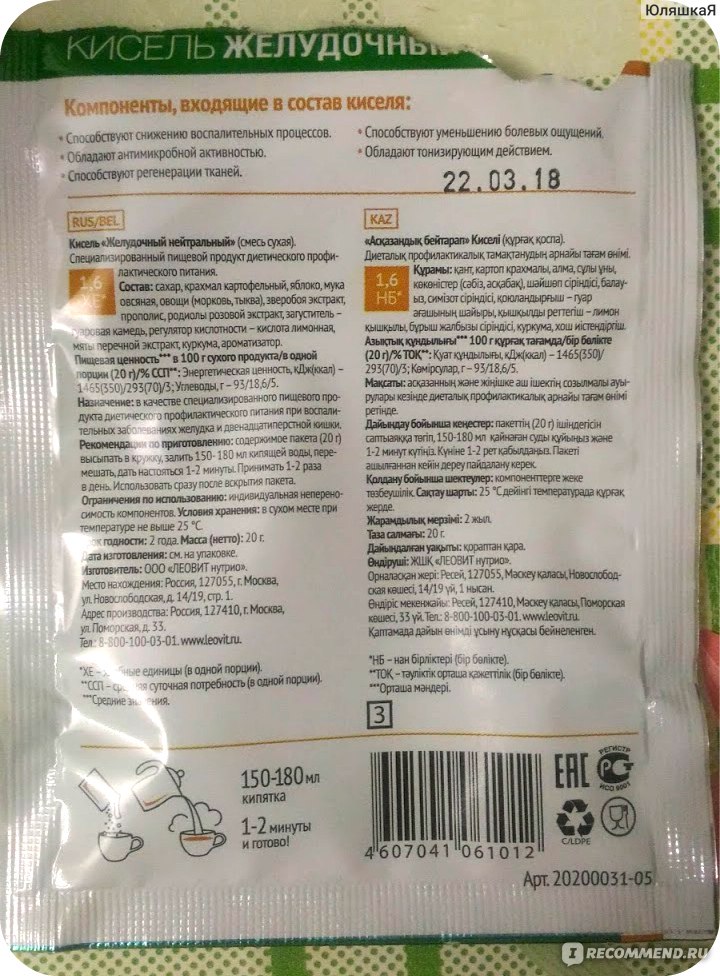 ЮляшкаЯ
КИСЕЛЬ ЖЕЛУДОЧНЫЙ
Компоненты, входящие в состав киселя:
• Способствуют снижению воспалительных процессов.
• Обладают антимикробной активностью.
• Способствуют регенерации тканей.
• Способствуют уменьшению болевых ощущений.
• Обладают тонизирующим действием.
22.03.18
RUS/BEL
Кисель «Желудочный нейтральный» (смесь сухая).
Специализированный пищевой продукт диетического профи-
лактического питания.
1,6
ХЕ*
Состав: сахар, крахмал картофельный, яблоко, мука
овсяная, овощи (морковь, тыква), зверобоя экстракт,
прополис, родиолы розовой экстракт, загуститель –
гуаровая камедь, регулятор кислотности – кислота лимонная,
мяты перечной экстракт, куркума, ароматизатор.
Пищевая ценность*** в 100 г сухого продукта/в одной
порции (20 г)/% ССП**: Энергетическая ценность, кДж(ккал) –
1465(350)/293(70)/3; Углеводы, г – 93/18,6/5.
Назначение: в качестве специализированного пищевого про-
дукта диетического профилактического питания при воспали-
тельных заболеваниях желудка и двенадцатиперстной кишки.
Рекомендации по приготовлению: содержимое пакета (20 г)
высыпать в кружку, залить 150-180 мл кипящей воды, пере-
мешать, дать настояться 1-2 минуты. Принимать 1-2 раза
в день. Использовать сразу после вскрытия пакета.
Ограничения по использованию: индивидуальная неперено-
симость компонентов. Условия хранения: в сухом месте при
температуре не выше 25 °С.
Срок годности: 2 года. Масса (нетто): 20 г.
Дата изготовления: см. на упаковке.
Изготовитель: ООО «ЛЕОВИТ нутрио».
Место нахождения: Россия, 127055, г. Москва,
ул. Новослободская, д. 14/19, стр. 1.
Адрес производства: Россия, 127410, г. Москва,
ул. Поморская, д. 33.
Тел.: 8-800-100-03-01. www.leovit.ru.
*ХЕ – хлебные единицы (в одной порции).
**ССП – средняя суточная потребность (в одной порции).
***Средние значения.
KAZ
«Асқазандық бейтарап» Киселі (құрғақ қоспа).
Диеталық профилактикалық тамақтанудың арнайы тағам өнімі.
1,6
НБ*
Құрамы: қант, картоп крахмалы, алма, сұлы ұны,
көкөністер (сәбіз, асқабақ), шайшөп сіріндісі, балау-
ыз, симізот сіріндісі, қоюландырғыш – гуар
ағашының шайыры, қышқылды реттегіш – лимон
қышқылы, бұрыш жалбызы сіріндісі, куркума, хош истендіргіш.
Азықтық құндылығы*** 100 г құрғақ тағамда/бір бөлікте
(20 г)/% ТОҚ**: Қуат құндылығы, кДж(ккал) – 1465(350)/
293(70)/3; Көмірсулар, г – 93/18,6/5.
Мақсаты: асқазанның және жіңішке аш ішектің созылмалы ауы-
рулары кезінде диеталық профилактикалық арнайы тағам өнімі
ретінде.
Дайындау бойынша кеңестер: пакеттің (20 г) ішіндегісін
саптыаяққа төгіп, 150-180 мл қайнаған суды құйыңыз және
1-2 минут күтіңіз. Күніне 1-2 рет қабылдаңыз. Пакеті
ашылғаннан кейін дереу пайдалану керек.
Қолдану бойынша шектеулер: компоненттерге жеке
төзбеушілік. Сақтау шарты: 25 °С дейінгі температурада құрғақ
жерде.
Жарамдылық мерзімі: 2 жыл.
Таза салмағы: 20 г.
Дайындалған уақыты: қораптан қара.
Өндіруші: ЖШҚ «ЛЕОВИТ нутрио».
Орналасқан жері: Ресей, 127055, Мәскеу қаласы, Новослобод-
ская көшесі, 14/19 үй, 1 нысан.
Өндіріс мекенжайы: Ресей, 127410, Мәскеу қаласы, Поморская
көшесі, 33 үй. Тел.: 8-800-100-03-01. www.leovit.ru.
Қаптамада дайын өнімді ұсыну нұсқасы бейнеленген.
*НБ – нан бірліктері (бір бөлікте).
**ТОҚ – тәуліктік орташа қажеттілік (бір бөлікте).
***Орташа мәндері.
3
150-180 мл
кипятка
1-2 минуты
и готово!
4 607041 061012
EAC
РЕГИСТР
РСТ
ИСО 9001
C/LDPE
Арт. 20200031-05
IRECOMMEND.RU